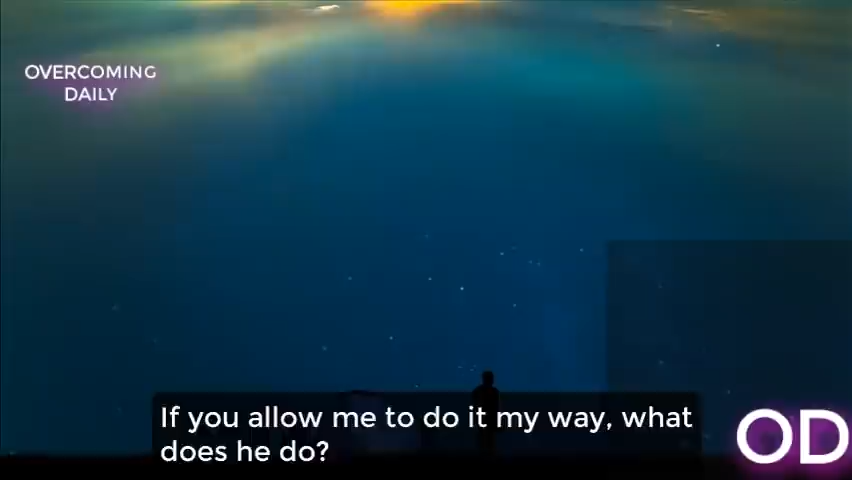 OVERCOMING
DAILY
If you allow me to do it my way, what
does he do?
OD